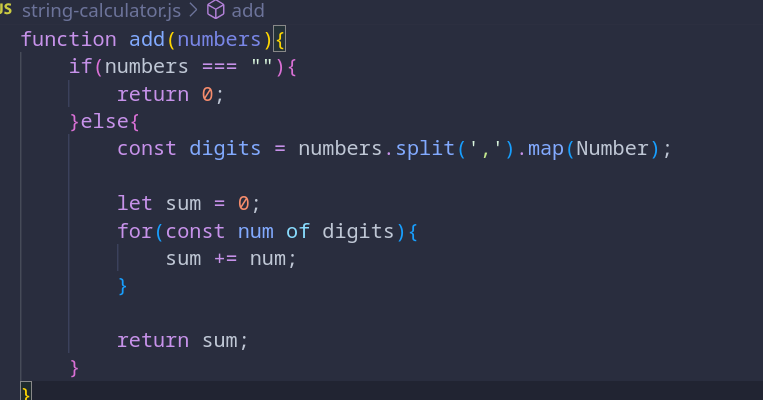 JS string-calculator.js > add
function add(numbers){
    if(numbers === ""){
        return 0;
    }else{
        const digits = numbers.split(',').map(Number);

        let sum = 0;
        for(const num of digits){
            sum += num;
        }

        return sum;
    }
}